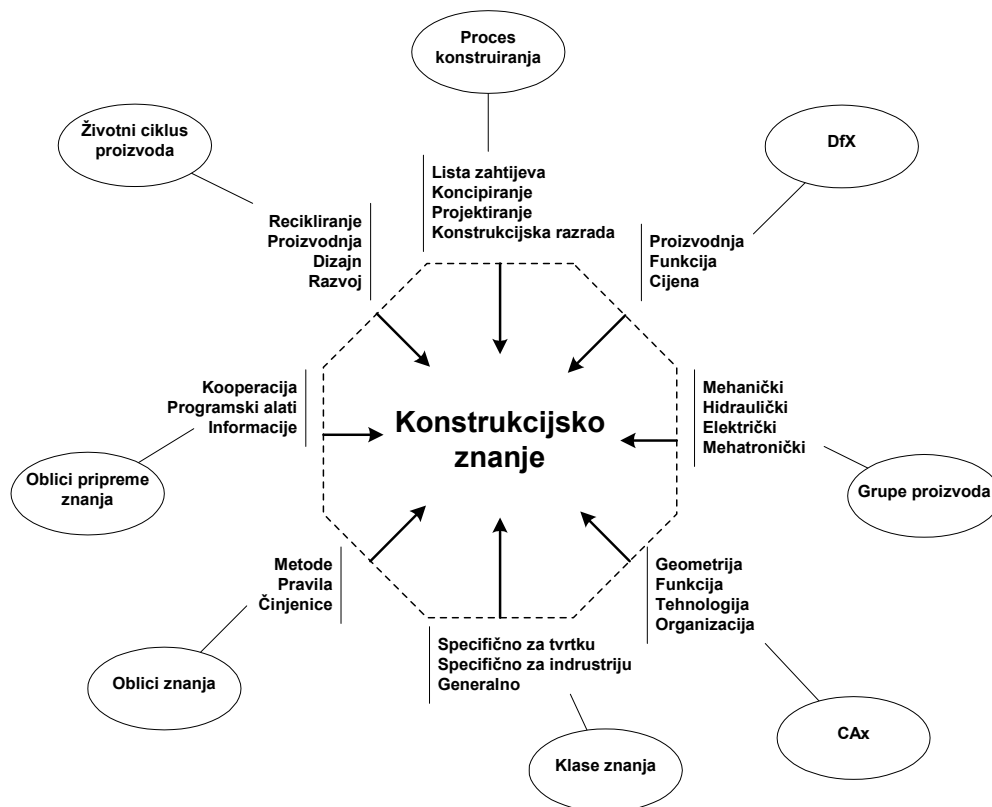 Proces
konstruiranja
Životni ciklus
proizvoda
DfX
Lista zahtijeva
Koncipiranje
Projektiranje
Konstrukcijska razrada
Recikliranje
Proizvodnja
Dizajn
Razvoj
Proizvodnja
Funkcija
Cijena
Kooperacija
Programski alati
Informacije
Mehanički
Hidraulički
Električki
Mehatronički
Konstrukcijsko
znanje
Oblici pripreme
znanja
Grupe proizvoda
Metode
Pravila
Činjenice
Geometrija
Funkcija
Tehnologija
Organizacija
Specifično za tvrtku
Specifično za indrustriju
Generalno
Oblici znanja
CAx
Klase znanja